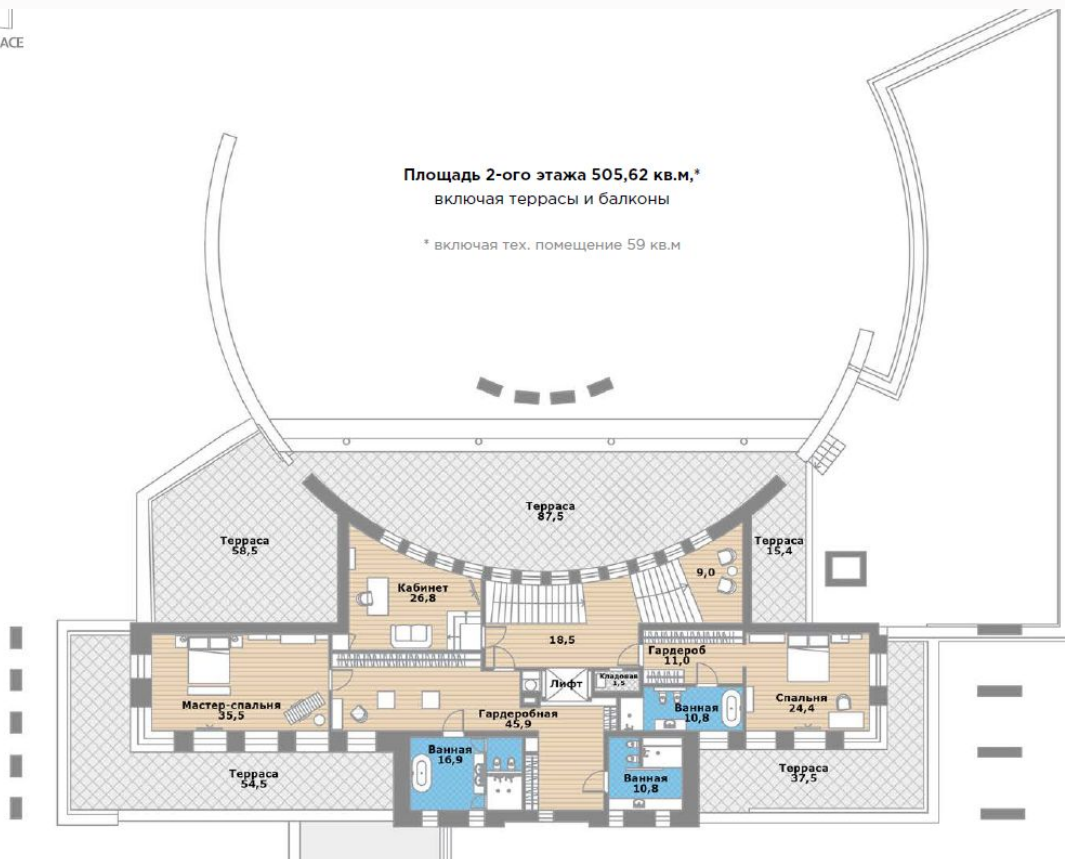 ACE
Площадь 2-ого этажа 505,62 кв.м,*
включая террасы и балконы
* включая тех. помещение 59 кв.м
Терраса
87,5
Терраса
58,5
Терраса
15,4
9,0
Кабинет
26,8
18,5
Гардероб
11,0
Лифт
Кладовая
1,5
Мастер-спальня
35,5
Спальня
24,4
Гардеробная
45,9
Ванная
10,8
Ванная
16,9
Терраса
54,5
Ванная
10,8
Терраса
37,5